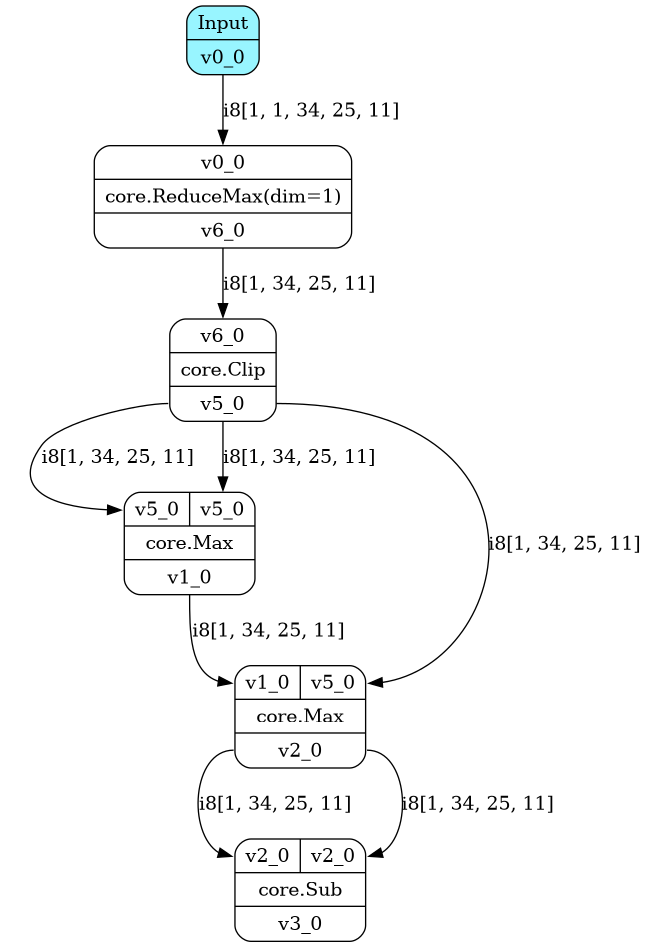 Input
v0_0
i8[1, 1, 34, 25, 11]
v0_0
core.ReduceMax(dim=1)
v6_0
i8[1, 34, 25, 11]
v6_0
core.Clip
v5_0
i8[1, 34, 25, 11]
i8[1, 34, 25, 11]
v5_0 v5_0
core.Max
v1_0
i8[1, 34, 25, 11]
i8[1, 34, 25, 11]
v1_0 v5_0
core.Max
v2_0
i8[1, 34, 25, 11]
i8[1, 34, 25, 11]
v2_0 v2_0
core.Sub
v3_0